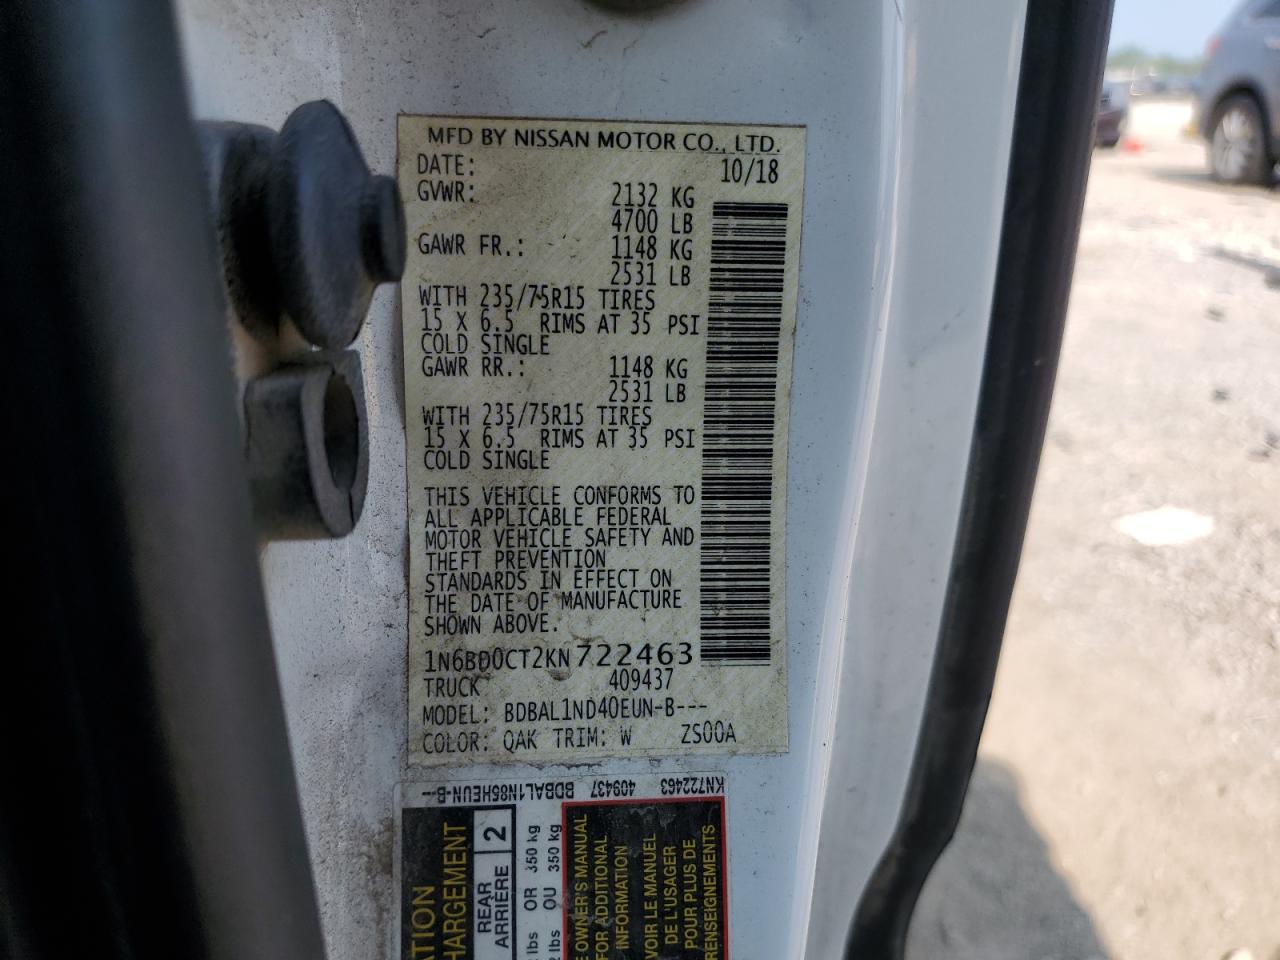 MFD BY NISSAN MOTOR CO., LTD.
DATE: 10/18
GVWR: 2132 KG
4700 LB
GAWR FR.: 1148 KG
2531 LB
WITH 235/75R15 TIRES
15 X 6.5 RIMS AT 35 PSI
COLD SINGLE
GAWR RR.: 1148 KG
2531 LB
WITH 235/75R15 TIRES
15 X 6.5 RIMS AT 35 PSI
COLD SINGLE
THIS VEHICLE CONFORMS TO
ALL APPLICABLE FEDERAL
MOTOR VEHICLE SAFETY AND
THEFT PREVENTION
STANDARDS IN EFFECT ON
THE DATE OF MANUFACTURE
SHOWN ABOVE.
1N6BD0CT2KN722463
TRUCK 409437
MODEL: BDBAL1ND40EUN-B---
COLOR: QAK TRIM: W ZS00A
KN722463 409437 BDBAL1N85HEUN-B---
REAR
ARRIÈRE
2
lbs OR 350 kg
lbs OU 350 kg
OWNER'S MANUAL
FOR ADDITIONAL
INFORMATION
VOIR LE MANUEL
DE L'USAGER
POUR PLUS DE
RENSEIGNEMENTS